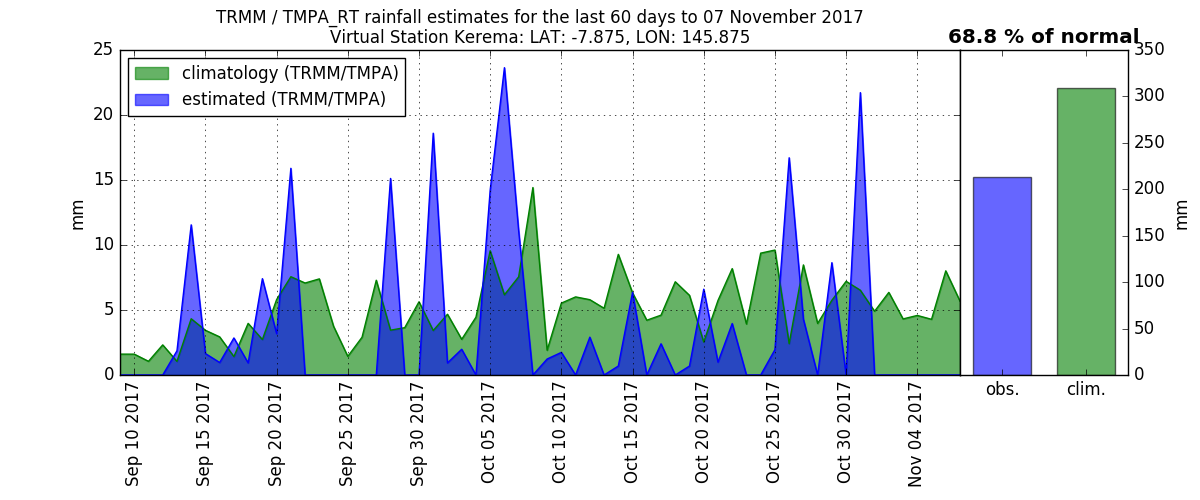 TRMM / TMPA_RT rainfall estimates for the last 60 days to 07 November 2017
Virtual Station Kerema: LAT: -7.875, LON: 145.875
68.8 % of normal
climatology (TRMM/TMPA)
estimated (TRMM/TMPA)
25
20
15
10
5
0
mm
Sep 10 2017
Sep 15 2017
Sep 20 2017
Sep 25 2017
Sep 30 2017
Oct 05 2017
Oct 10 2017
Oct 15 2017
Oct 20 2017
Oct 25 2017
Oct 30 2017
Nov 04 2017
350
300
250
200
150
100
50
0
mm
obs.
clim.